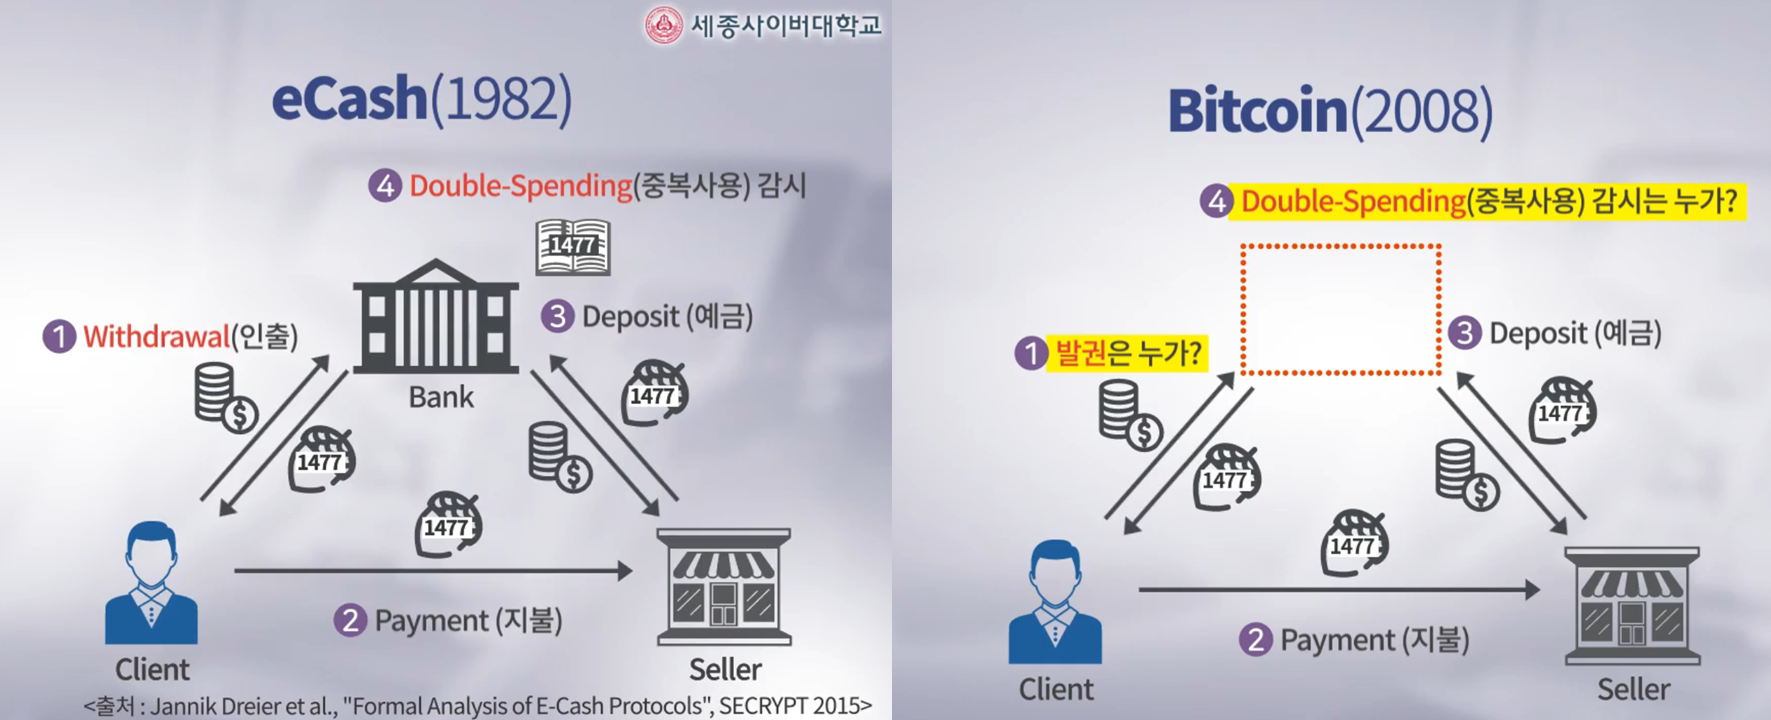 세종사이버대학교
eCash(1982)
4 Double-Spending(중복사용) 감시
1477
3 Deposit (예금)
1 Withdrawal(인출)
Bank
1477
1477
1477
2 Payment (지불)
Client
Seller
$
$
<출처 : Jannik Dreier et al., "Formal Analysis of E-Cash Protocols", SECRYPT 2015>
Bitcoin(2008)
4 Double-Spending(중복사용) 감시는 누가?
3 Deposit (예금)
1 발권은 누가?
1477
1477
1477
$
$
2 Payment (지불)
Client
Seller